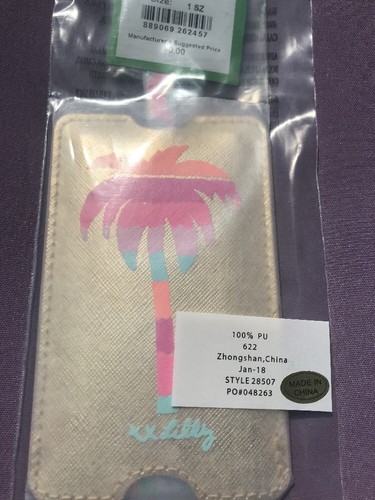 Size: 1 SZ
889069 262457
Manufacturer's Suggested Price
xx Lilly
100% PU
622
Zhongshan,China
Jan-18
STYLE 28507
PO#048263
MADE IN
CHINA